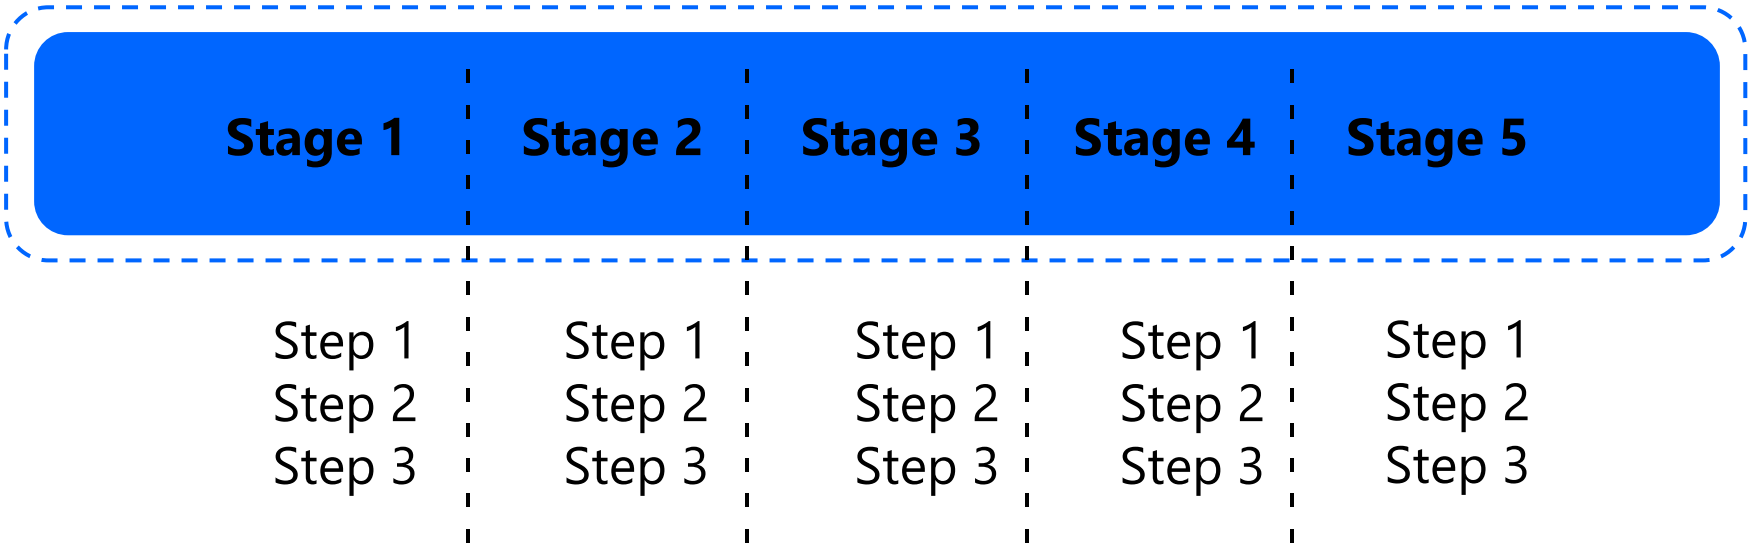 Stage 1 Stage 2 Stage 3 Stage 4 Stage 5
Step 1 Step 1 Step 1 Step 1 Step 1
Step 2 Step 2 Step 2 Step 2 Step 2
Step 3 Step 3 Step 3 Step 3 Step 3